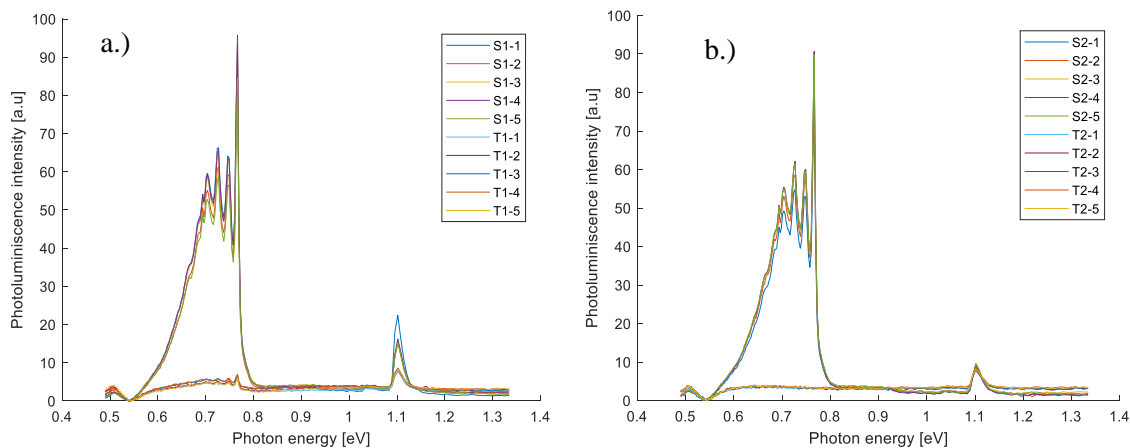 a.)
Photoluminiscence intensity [a.u]
100
90
80
70
60
50
40
30
20
10
0
0.4 0.5 0.6 0.7 0.8 0.9 1 1.1 1.2 1.3 1.4
Photon energy [eV]
S1-1
S1-2
S1-3
S1-4
S1-5
T1-1
T1-2
T1-3
T1-4
T1-5
b.)
Photoluminiscence intensity [a.u]
100
90
80
70
60
50
40
30
20
10
0
0.4 0.5 0.6 0.7 0.8 0.9 1 1.1 1.2 1.3 1.4
Photon energy [eV]
S2-1
S2-2
S2-3
S2-4
S2-5
T2-1
T2-2
T2-3
T2-4
T2-5